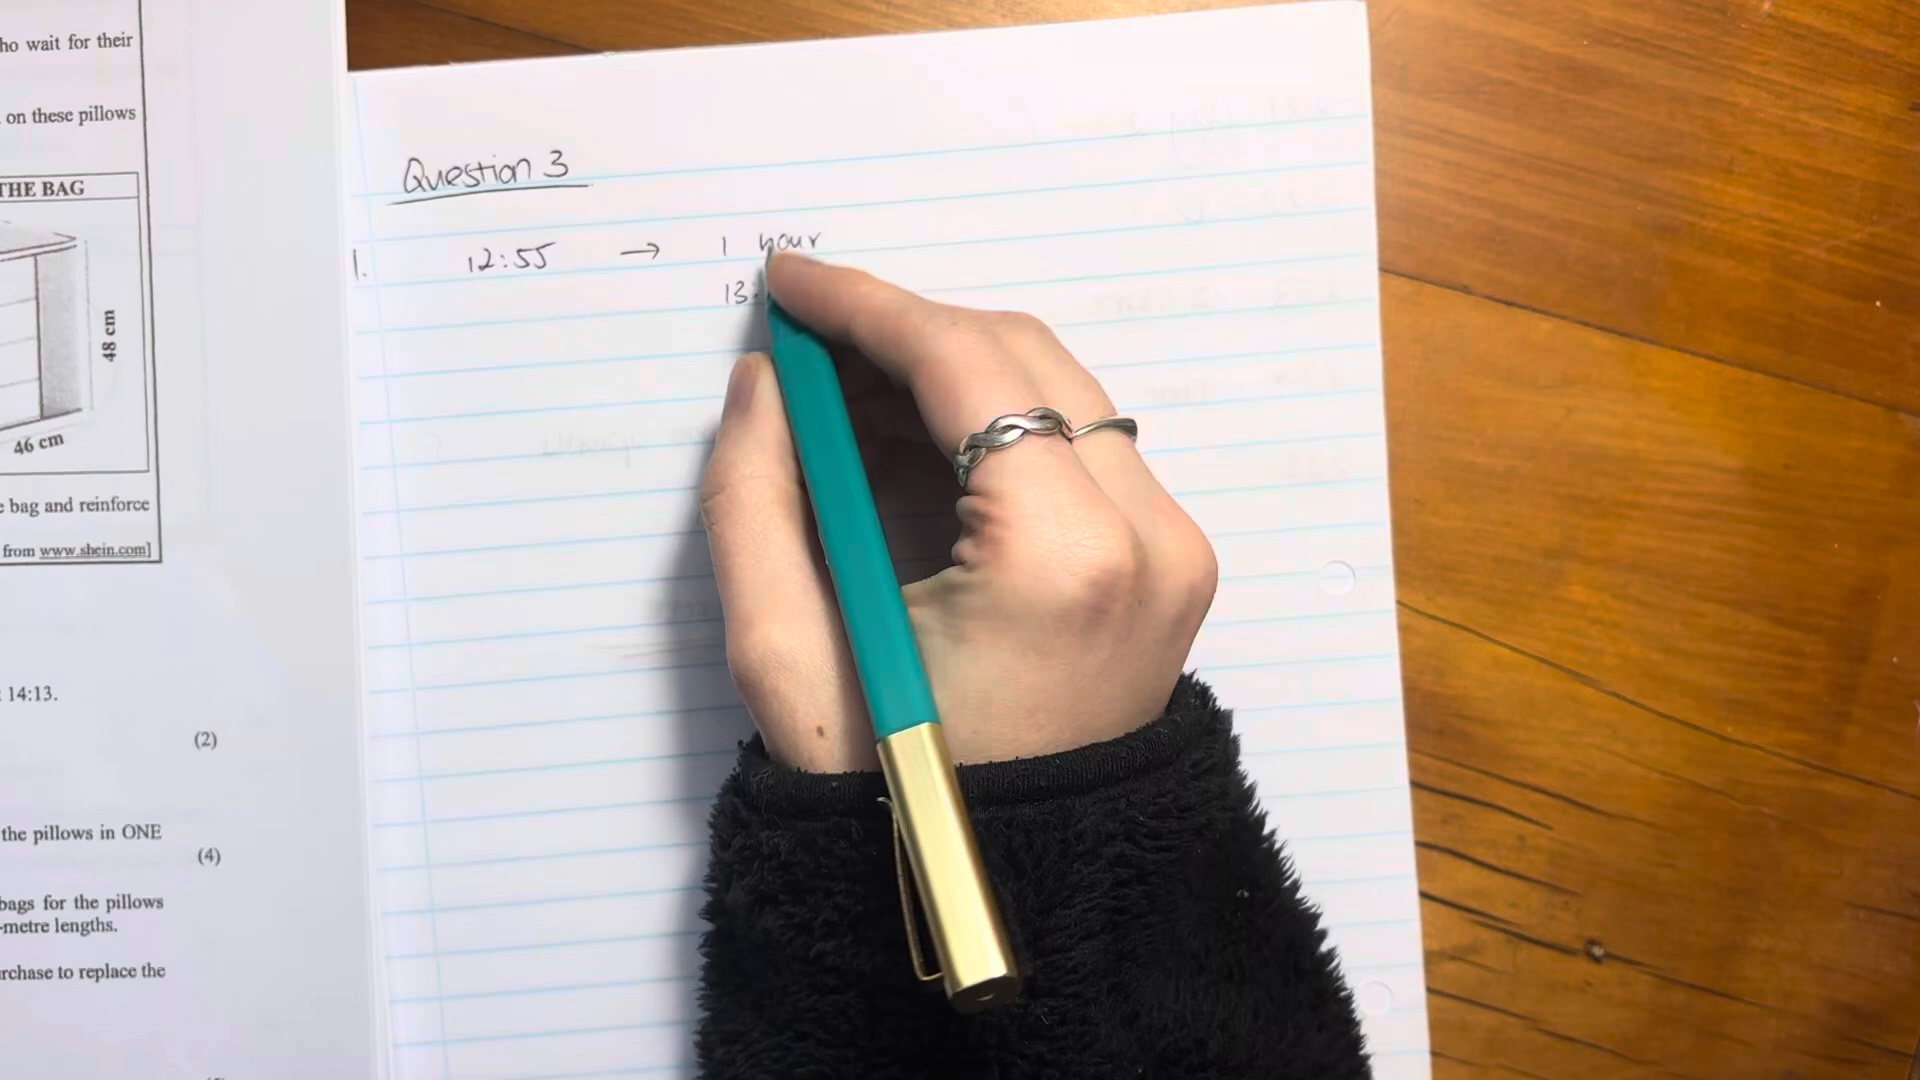 ho wait for their
on these pillows
THE BAG
48 cm
46 cm
bag and reinforce
from www.shein.com]
14:13.
(2)
the pillows in ONE
(4)
bags for the pillows
-metre lengths.
rchase to replace the
Question 3
1. 12:55 → 1 hour
13: